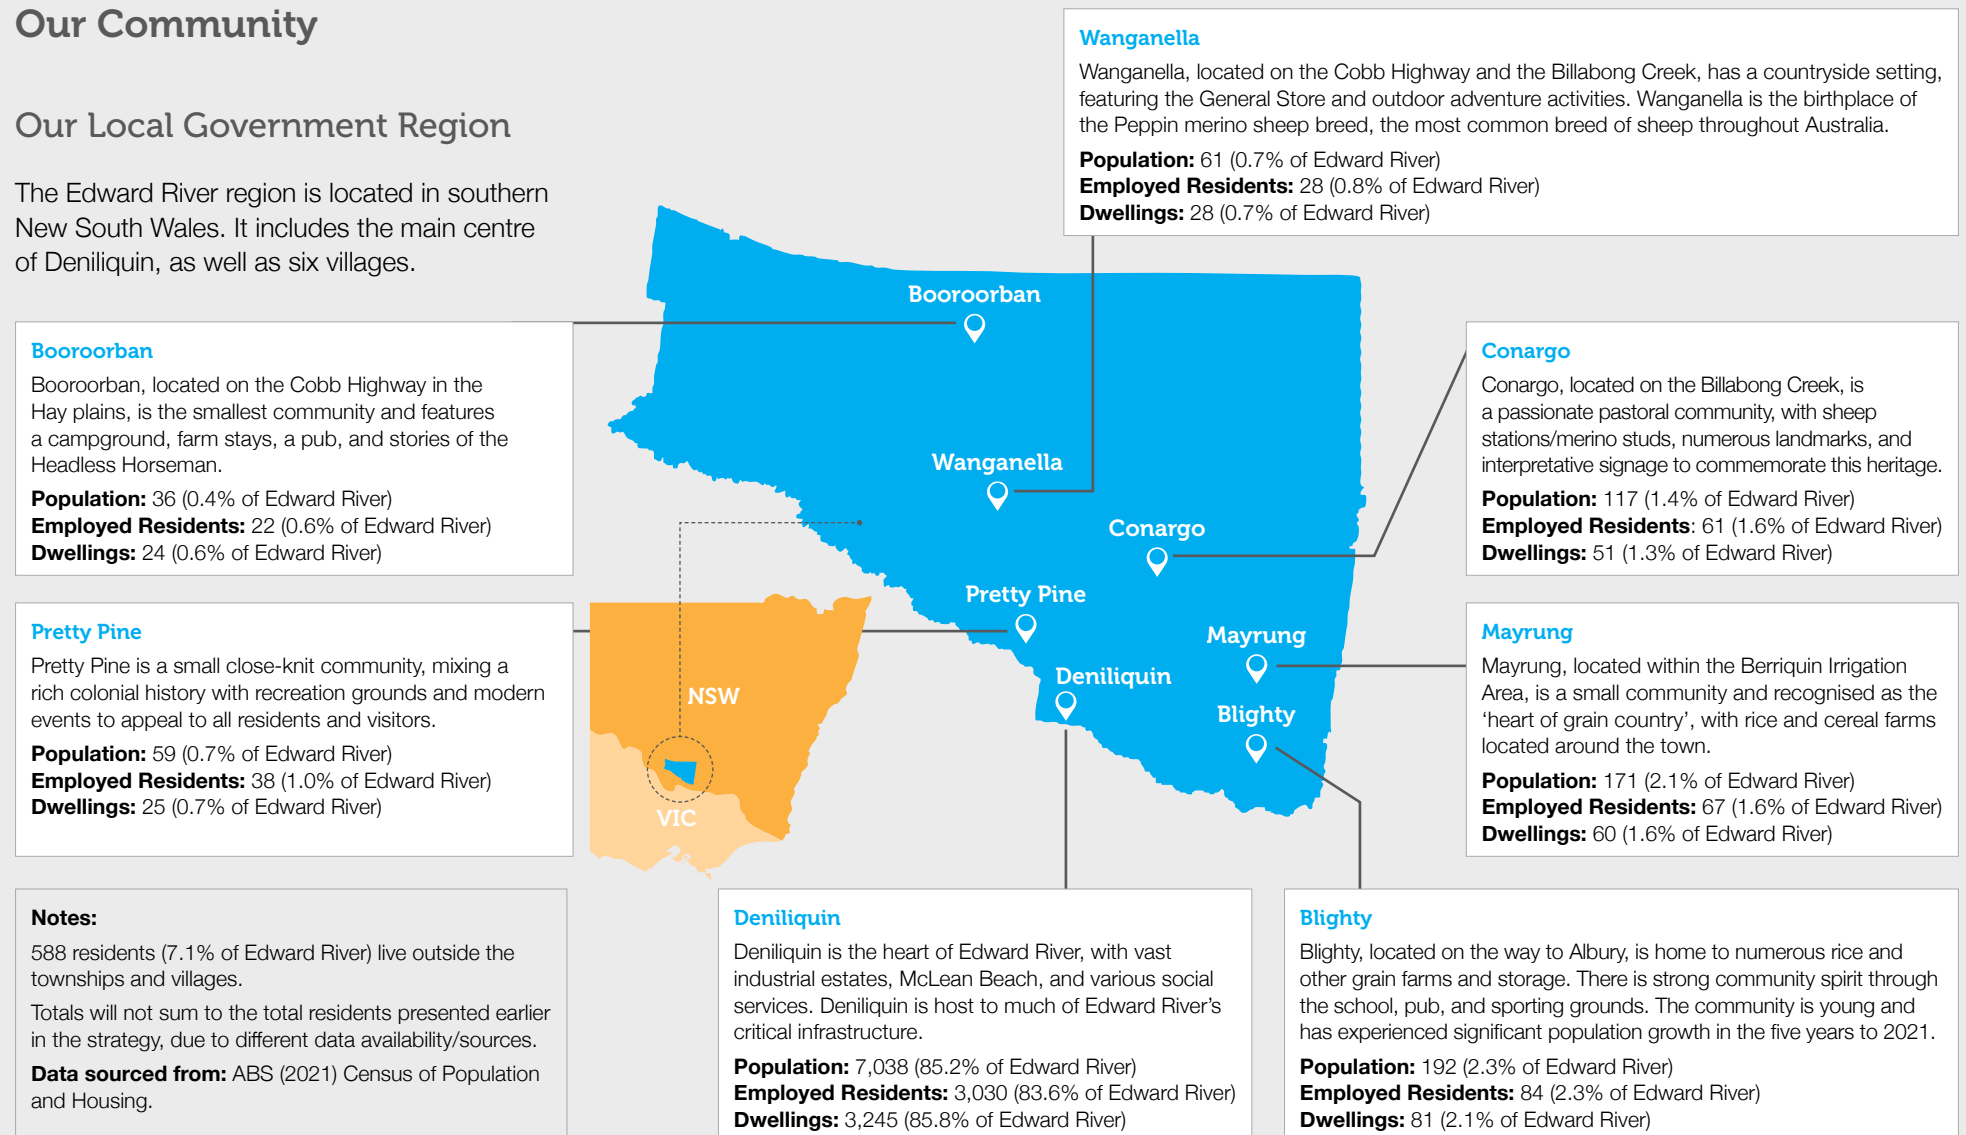 Our Community
Our Local Government Region
The Edward River region is located in southern
New South Wales. It includes the main centre
of Deniliquin, as well as six villages.
Wanganella
Wanganella, located on the Cobb Highway and the Billabong Creek, has a countryside setting,
featuring the General Store and outdoor adventure activities. Wanganella is the birthplace of
the Peppin merino sheep breed, the most common breed of sheep throughout Australia.
Population: 61 (0.7% of Edward River)
Employed Residents: 28 (0.8% of Edward River)
Dwellings: 28 (0.7% of Edward River)
Booroorban
Booroorban, located on the Cobb Highway in the
Hay plains, is the smallest community and features
a campground, farm stays, a pub, and stories of the
Headless Horseman.
Population: 36 (0.4% of Edward River)
Employed Residents: 22 (0.6% of Edward River)
Dwellings: 24 (0.6% of Edward River)
Booroorban
Wanganella
Conargo
Pretty Pine
Mayrung
Deniliquin
Blighty
NSW
VIC
Conargo
Conargo, located on the Billabong Creek, is
a passionate pastoral community, with sheep
stations/merino studs, numerous landmarks, and
interpretative signage to commemorate this heritage.
Population: 117 (1.4% of Edward River)
Employed Residents: 61 (1.6% of Edward River)
Dwellings: 51 (1.3% of Edward River)
Pretty Pine
Pretty Pine is a small close-knit community, mixing a
rich colonial history with recreation grounds and modern
events to appeal to all residents and visitors.
Population: 59 (0.7% of Edward River)
Employed Residents: 38 (1.0% of Edward River)
Dwellings: 25 (0.7% of Edward River)
Mayrung
Mayrung, located within the Berriquin Irrigation
Area, is a small community and recognised as the
‘heart of grain country’, with rice and cereal farms
located around the town.
Population: 171 (2.1% of Edward River)
Employed Residents: 67 (1.6% of Edward River)
Dwellings: 60 (1.6% of Edward River)
Notes:
588 residents (7.1% of Edward River) live outside the
townships and villages.
Totals will not sum to the total residents presented earlier
in the strategy, due to different data availability/sources.
Data sourced from: ABS (2021) Census of Population
and Housing.
Deniliquin
Deniliquin is the heart of Edward River, with vast
industrial estates, McLean Beach, and various social
services. Deniliquin is host to much of Edward River’s
critical infrastructure.
Population: 7,038 (85.2% of Edward River)
Employed Residents: 3,030 (83.6% of Edward River)
Dwellings: 3,245 (85.8% of Edward River)
Blighty
Blighty, located on the way to Albury, is home to numerous rice and
other grain farms and storage. There is strong community spirit through
the school, pub, and sporting grounds. The community is young and
has experienced significant population growth in the five years to 2021.
Population: 192 (2.3% of Edward River)
Employed Residents: 84 (2.3% of Edward River)
Dwellings: 81 (2.1% of Edward River)